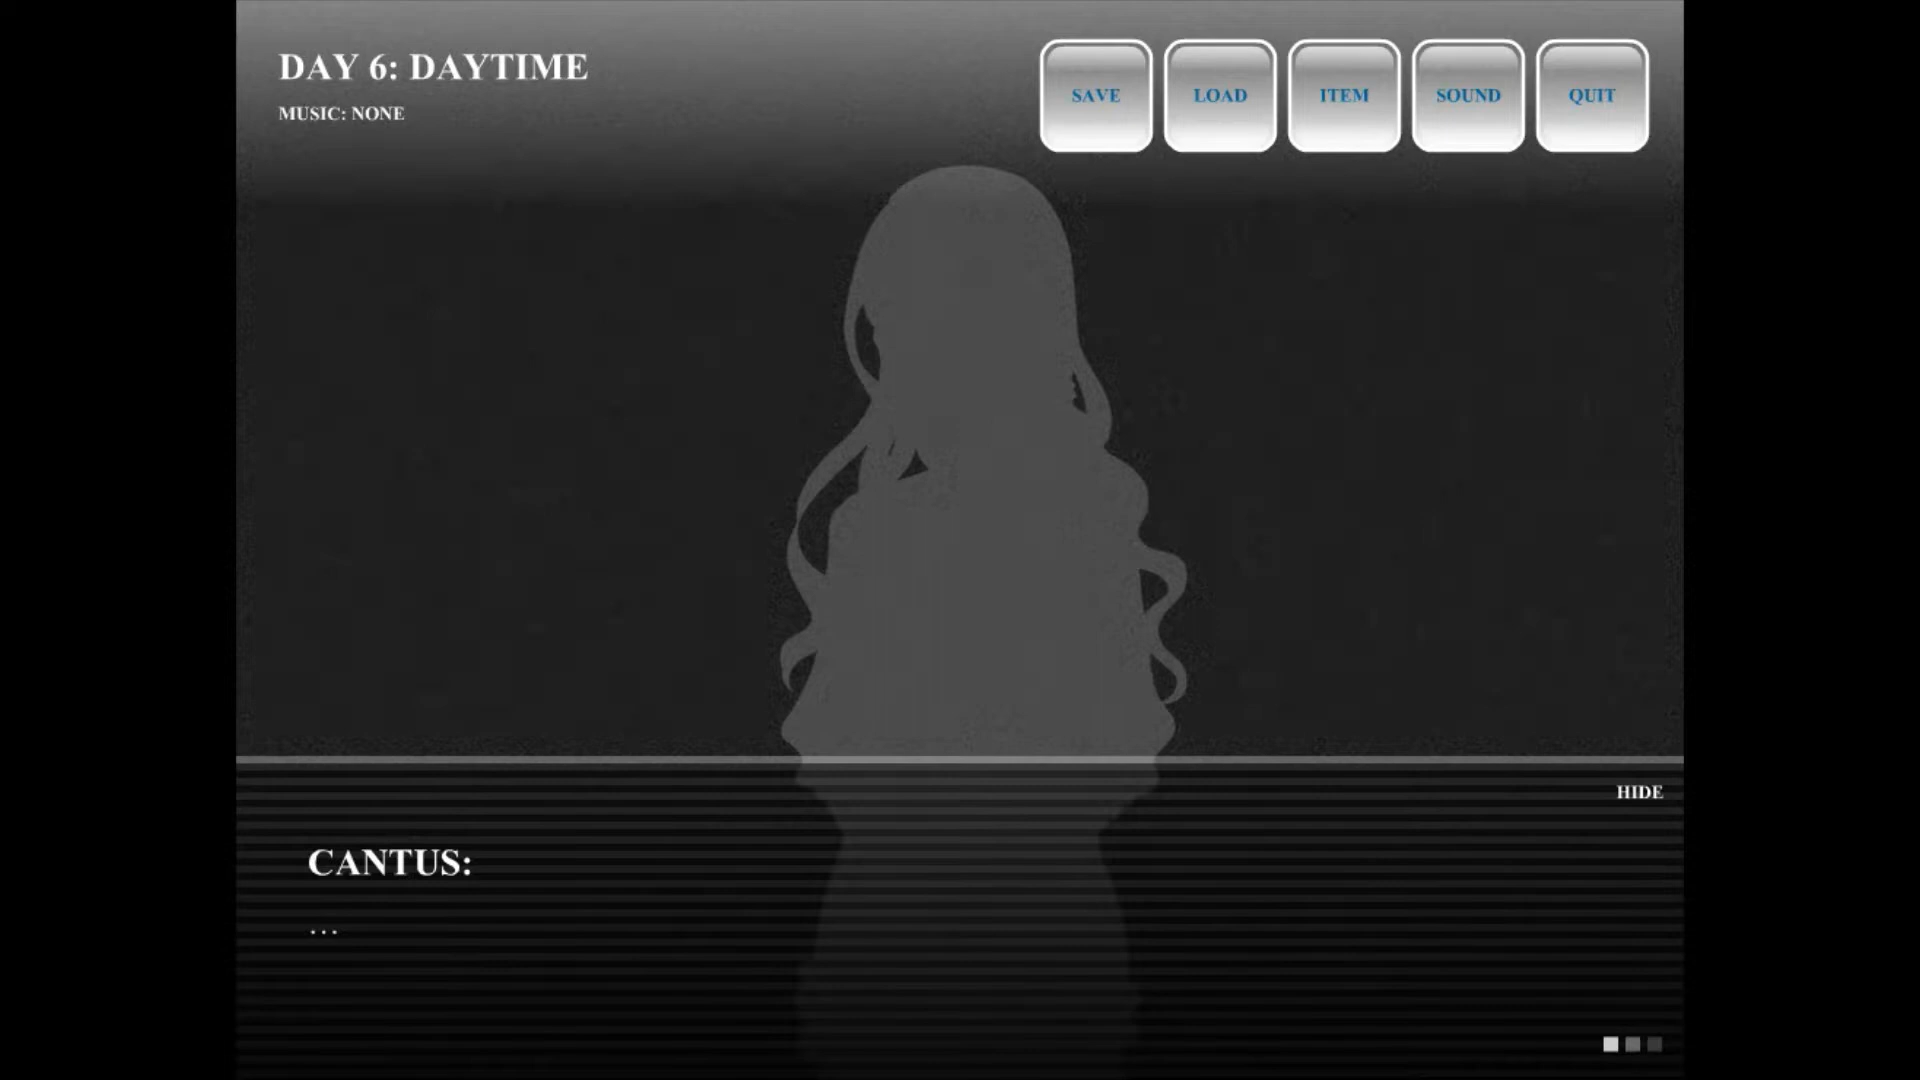 DAY 6: DAYTIME
MUSIC: NONE
SAVE
LOAD
ITEM
SOUND
QUIT
HIDE
CANTUS:
...